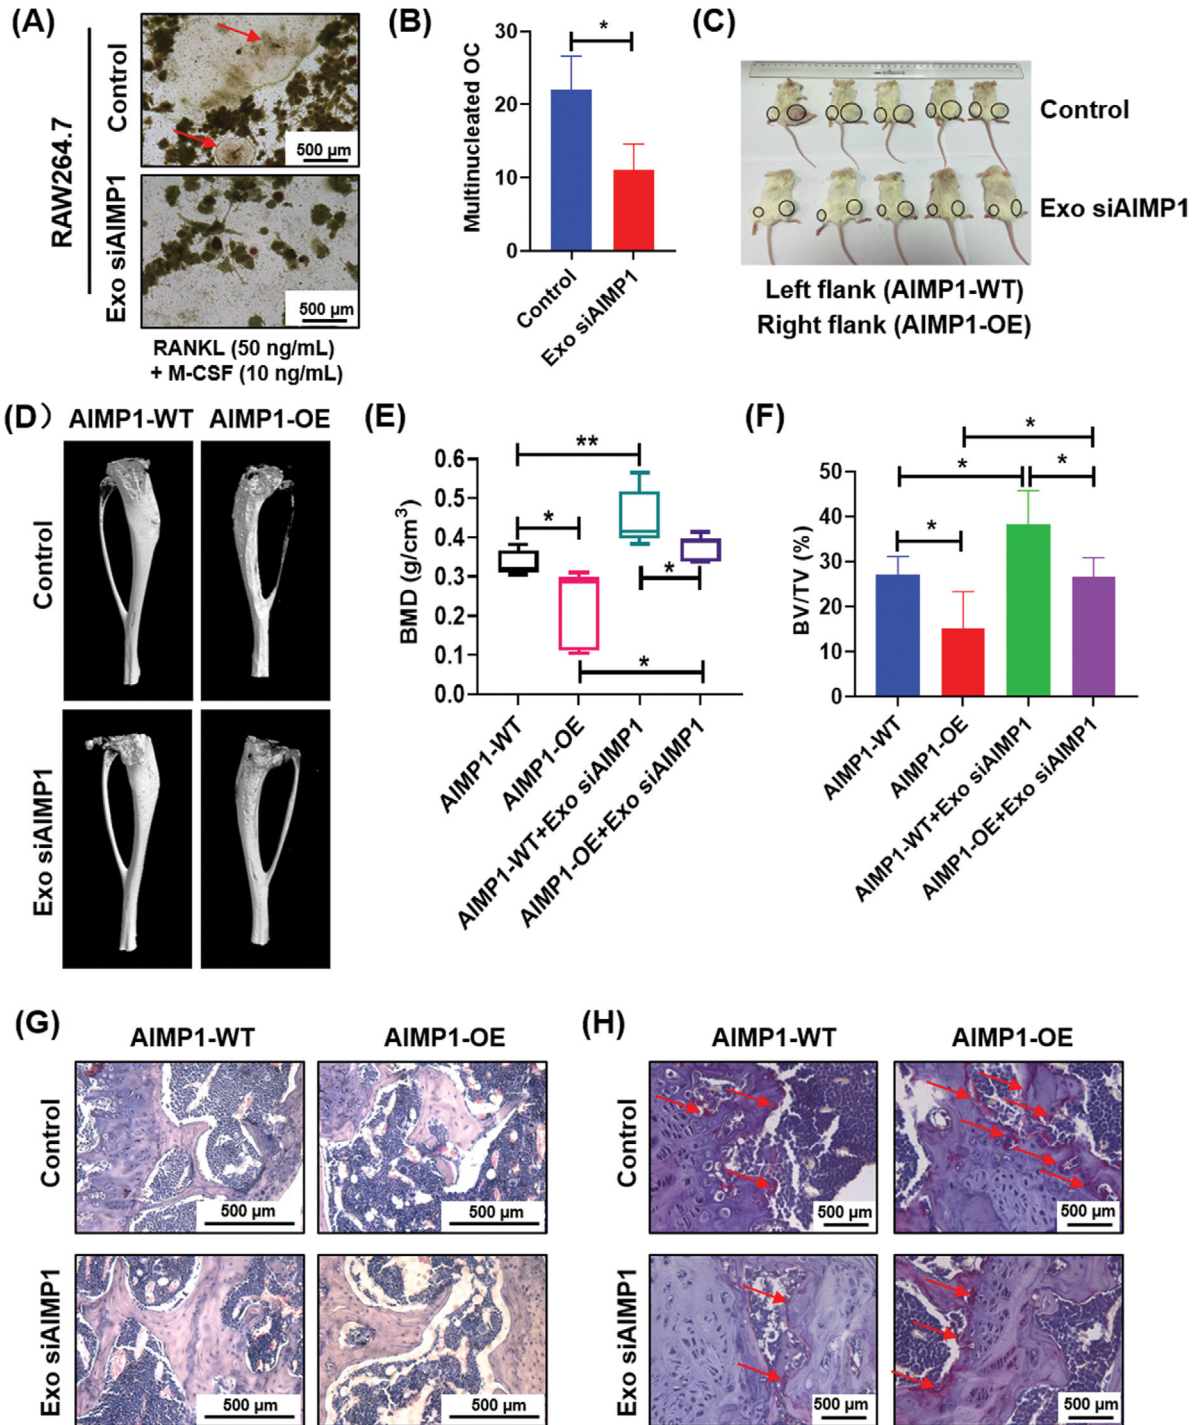 (A)
RAW264.7
Control
500 µm
Exo siAIMP1
500 µm
RANKL (50 ng/mL)
+ M-CSF (10 ng/mL)
(B)
Multinucleated OC
30
20
10
0
*
Control
Exo siAIMP1
(C)
Control
Exo siAIMP1
Left flank (AIMP1-WT)
Right flank (AIMP1-OE)
(D)
AIMP1-WT
AIMP1-OE
Control
Exo siAIMP1
(E)
BMD (g/cm³)
0.6
0.5
0.4
0.3
0.2
0.1
0.0
**
*
*
*
AIMP1-WT
AIMP1-OE
AIMP1-WT+Exo siAIMP1
AIMP1-OE+Exo siAIMP1
(F)
BV/TV (%)
50
40
30
20
10
0
*
*
*
*
AIMP1-WT
AIMP1-OE
AIMP1-WT+Exo siAIMP1
AIMP1-OE+Exo siAIMP1
(G)
AIMP1-WT
AIMP1-OE
Control
500 µm
500 µm
Exo siAIMP1
500 µm
500 µm
(H)
AIMP1-WT
AIMP1-OE
Control
500 µm
500 µm
Exo siAIMP1
500 µm
500 µm